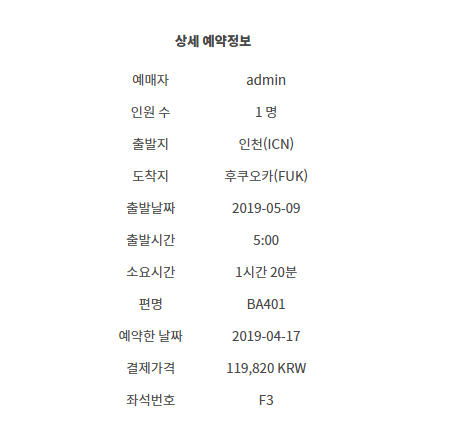 상세 예약정보
예매자 admin
인원 수 1 명
출발지 인천(ICN)
도착지 후쿠오카(FUK)
출발날짜 2019-05-09
출발시간 5:00
소요시간 1시간 20분
편명 BA401
예약한 날짜 2019-04-17
결제가격 119,820 KRW
좌석번호 F3